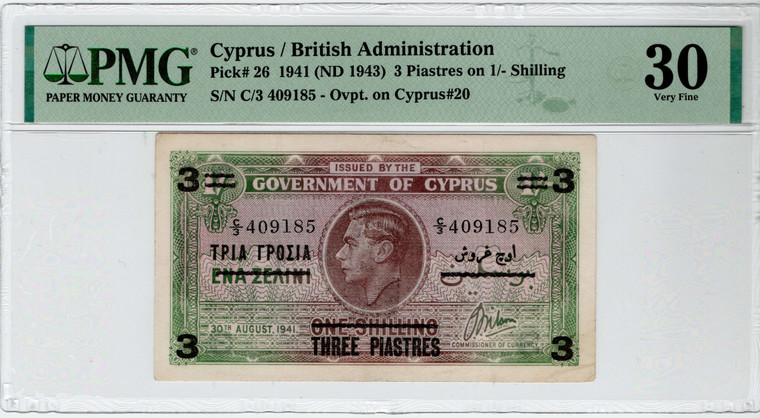 PMG®
PAPER MONEY GUARANTY
Cyprus / British Administration
Pick# 26 1941 (ND 1943) 3 Piastres on 1/- Shilling
S/N C/3 409185 - Ovpt. on Cyprus#20
30
Very Fine
ISSUED BY THE
3 GOVERNMENT OF CYPRUS 3
C/3 409185 C/3 409185
ΤΡΙΑ ΓΡΟΣΙΑ اوچ غروش
ΕΝΑ ΣΕΛΙΝΙ
30TH AUGUST, 1941. ONE SHILLING
COMMISSIONER OF CURRENCY.
3 THREE PIASTRES 3